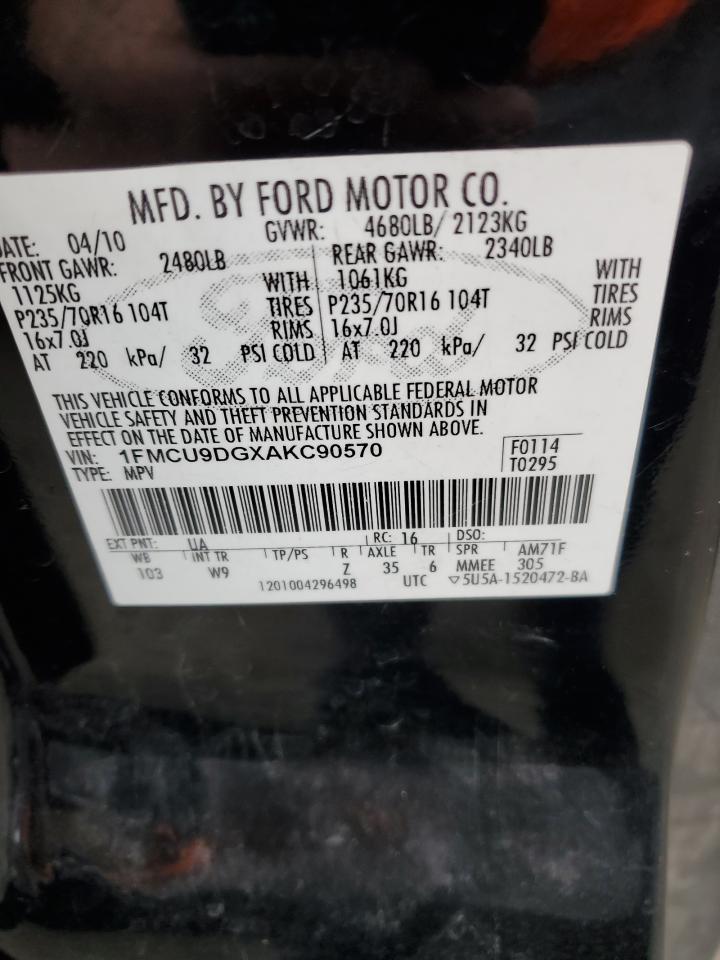 MFD. BY FORD MOTOR CO.
DATE: 04/10 GVWR: 4680LB/ 2123KG
FRONT GAWR: 2480LB REAR GAWR: 2340LB
1125KG WITH 1061KG WITH
P235/70R16 104T TIRES P235/70R16 104T TIRES
16x7.0J RIMS 16x7.0J RIMS
AT 220 kPa/ 32 PSI COLD AT 220 kPa/ 32 PSI COLD
Ford
THIS VEHICLE CONFORMS TO ALL APPLICABLE FEDERAL MOTOR
VEHICLE SAFETY AND THEFT PREVENTION STANDARDS IN
EFFECT ON THE DATE OF MANUFACTURE SHOWN ABOVE.
VIN: 1FMCU9DGXAKC90570 F0114
TYPE: MPV T0295
EXT PNT: UA RC: 16 DSO:
WB INT TR TP/PS R AXLE TR SPR AM71F
103 W9 Z 35 6 MMEE 305
1201004296498 UTC ▽5U5A-1520472-BA